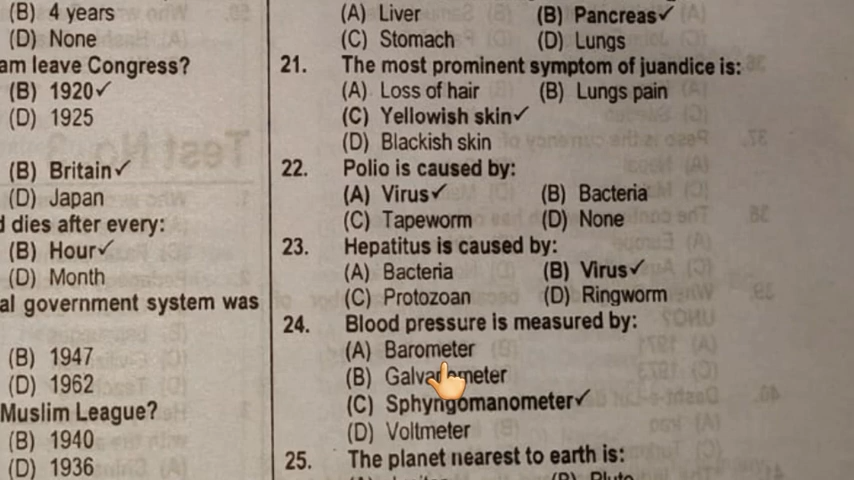 (B) 4 years
(D) None
am leave Congress?
(B) 1920✓
(D) 1925
(B) Britain✓
(D) Japan
d dies after every:
(B) Hour✓
(D) Month
al government system was
(B) 1947
(D) 1962
Muslim League?
(B) 1940
(D) 1936
(A) Liver (B) Pancreas✓
(C) Stomach (D) Lungs
21. The most prominent symptom of juandice is:
(A) Loss of hair (B) Lungs pain
(C) Yellowish skin✓
(D) Blackish skin
22. Polio is caused by:
(A) Virus✓ (B) Bacteria
(C) Tapeworm (D) None
23. Hepatitus is caused by:
(A) Bacteria (B) Virus✓
(C) Protozoan (D) Ringworm
24. Blood pressure is measured by:
(A) Barometer
(B)
(C) Sphyngomanometer✓
(D) Voltmeter
25. The planet nearest to earth is:
(B) Pluto